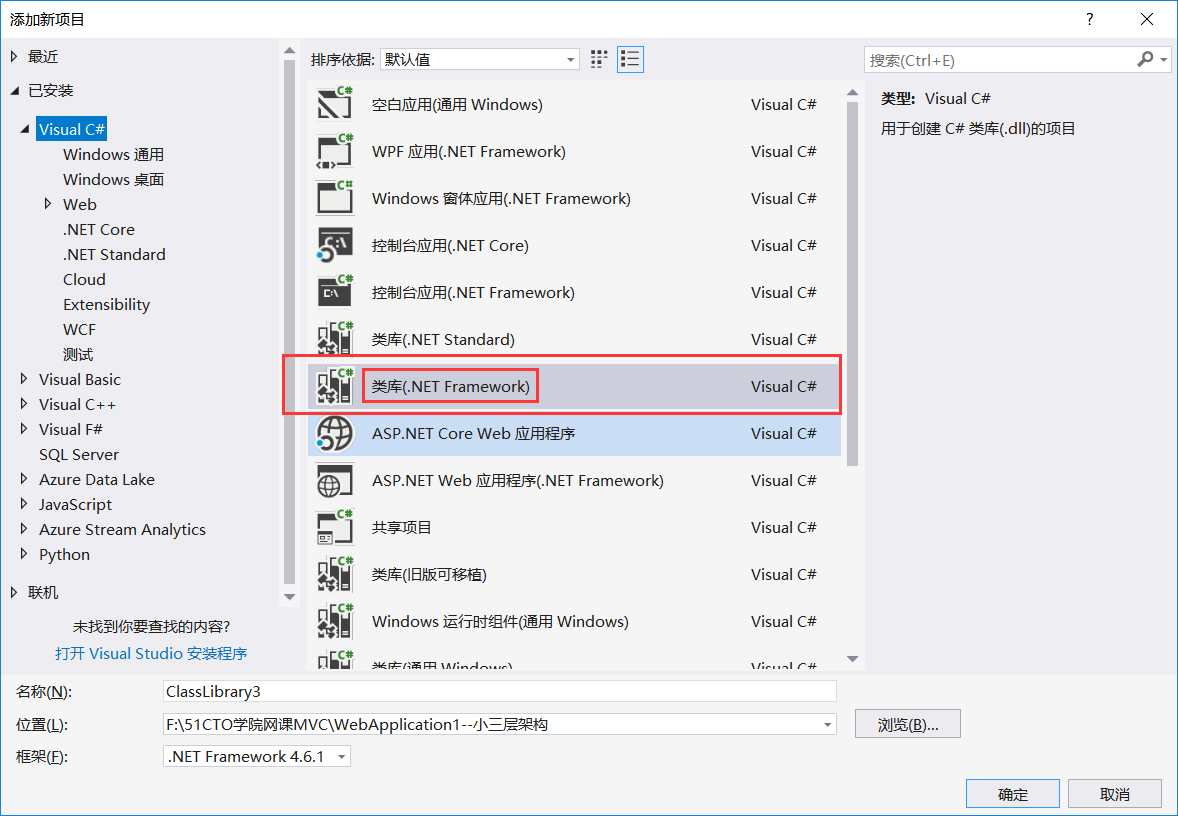 添加新项目
?
最近
已安装
Visual C#
Windows 通用
Windows 桌面
Web
.NET Core
.NET Standard
Cloud
Extensibility
WCF
测试
Visual Basic
Visual C++
Visual F#
SQL Server
Azure Data Lake
JavaScript
Azure Stream Analytics
Python
联机
未找到你要查找的内容?
打开 Visual Studio 安装程序
排序依据: 默认值
空白应用(通用 Windows) Visual C#
WPF 应用(.NET Framework) Visual C#
Windows 窗体应用(.NET Framework) Visual C#
控制台应用(.NET Core) Visual C#
控制台应用(.NET Framework) Visual C#
类库(.NET Standard) Visual C#
类库(.NET Framework) Visual C#
ASP.NET Core Web 应用程序 Visual C#
ASP.NET Web 应用程序(.NET Framework) Visual C#
共享项目 Visual C#
类库(旧版可移植) Visual C#
Windows 运行时组件(通用 Windows) Visual C#
类库(通用 Windows) Visual C#
搜索(Ctrl+E)
类型: Visual C#
用于创建 C# 类库(.dll)的项目
名称(N): ClassLibrary3
位置(L): F:\51CTO学院网课MVC\WebApplication1--小三层架构 浏览(B)...
框架(F): .NET Framework 4.6.1
确定 取消